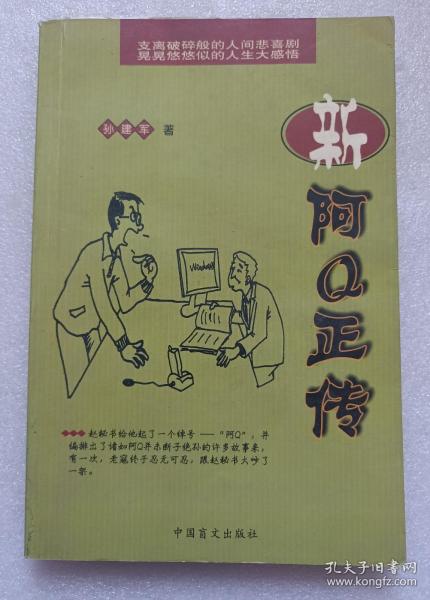 支离破碎般的人间悲喜剧
晃晃悠悠似的人生大感悟
孙建军 著
新
阿Q正传
Windows
赵秘书给他起了一个绰号——“阿Q”，并
编排出了诸如阿Q并未断子绝孙的许多故事来，
有一次，老寇终于忍无可忍，跟赵秘书大吵了
一架。
中国盲文出版社
孔夫子旧书网
www.kongfz.com